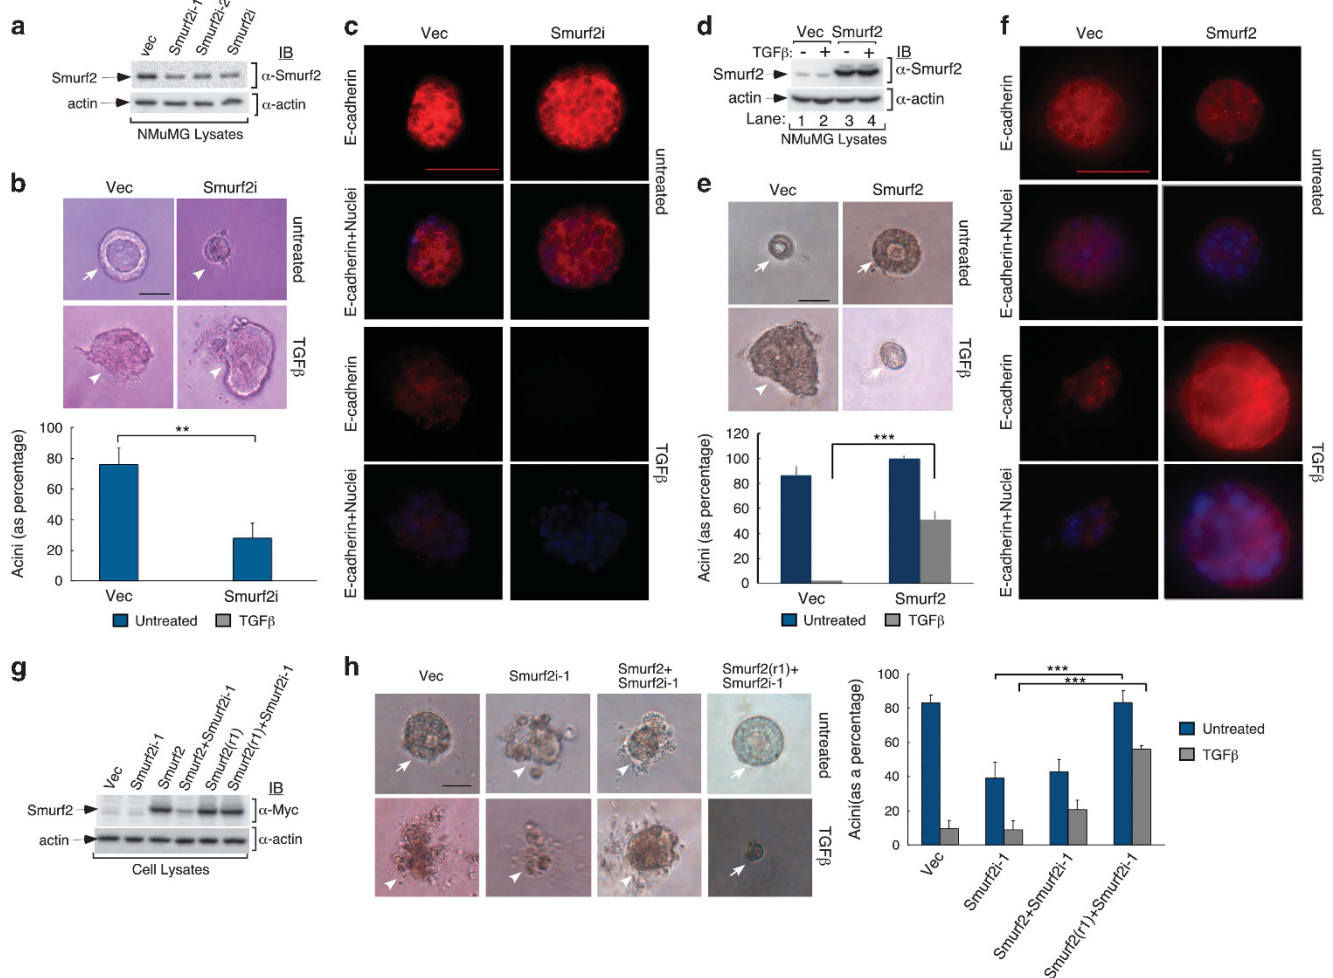 a
vec
Smurf2i-1
Smurf2i-2
Smurf2i
IB
Smurf2
α-Smurf2
actin
α-actin
NMuMG Lysates
b
Vec
Smurf2i
untreated
TGFβ
Acini (as percentage)
100
80
60
40
20
0
**
Vec
Smurf2i
Untreated
TGFβ
c
Vec
Smurf2i
E-cadherin
E-cadherin+Nuclei
untreated
E-cadherin
E-cadherin+Nuclei
TGFβ
d
Vec
Smurf2
TGFβ:
-
+
-
+
IB
Smurf2
α-Smurf2
actin
α-actin
Lane:
1
2
3
4
NMuMG Lysates
e
Vec
Smurf2
untreated
TGFβ
Acini (as percentage)
120
100
80
60
40
20
0
***
Vec
Smurf2
Untreated
TGFβ
f
Vec
Smurf2
E-cadherin
E-cadherin+Nuclei
untreated
E-cadherin
E-cadherin+Nuclei
TGFβ
g
Vec
Smurf2i-1
Smurf2
Smurf2+Smurf2i-1
Smurf2(r1)
Smurf2(r1)+Smurf2i-1
IB
Smurf2
α-Myc
actin
α-actin
Cell Lysates
h
Vec
Smurf2i-1
Smurf2+
Smurf2i-1
Smurf2(r1)+
Smurf2i-1
untreated
TGFβ
Acini(as a percentage)
100
80
60
40
20
0
***
***
Vec
Smurf2i-1
Smurf2+Smurf2i-1
Smurf2(r1)+Smurf2i-1
Untreated
TGFβ